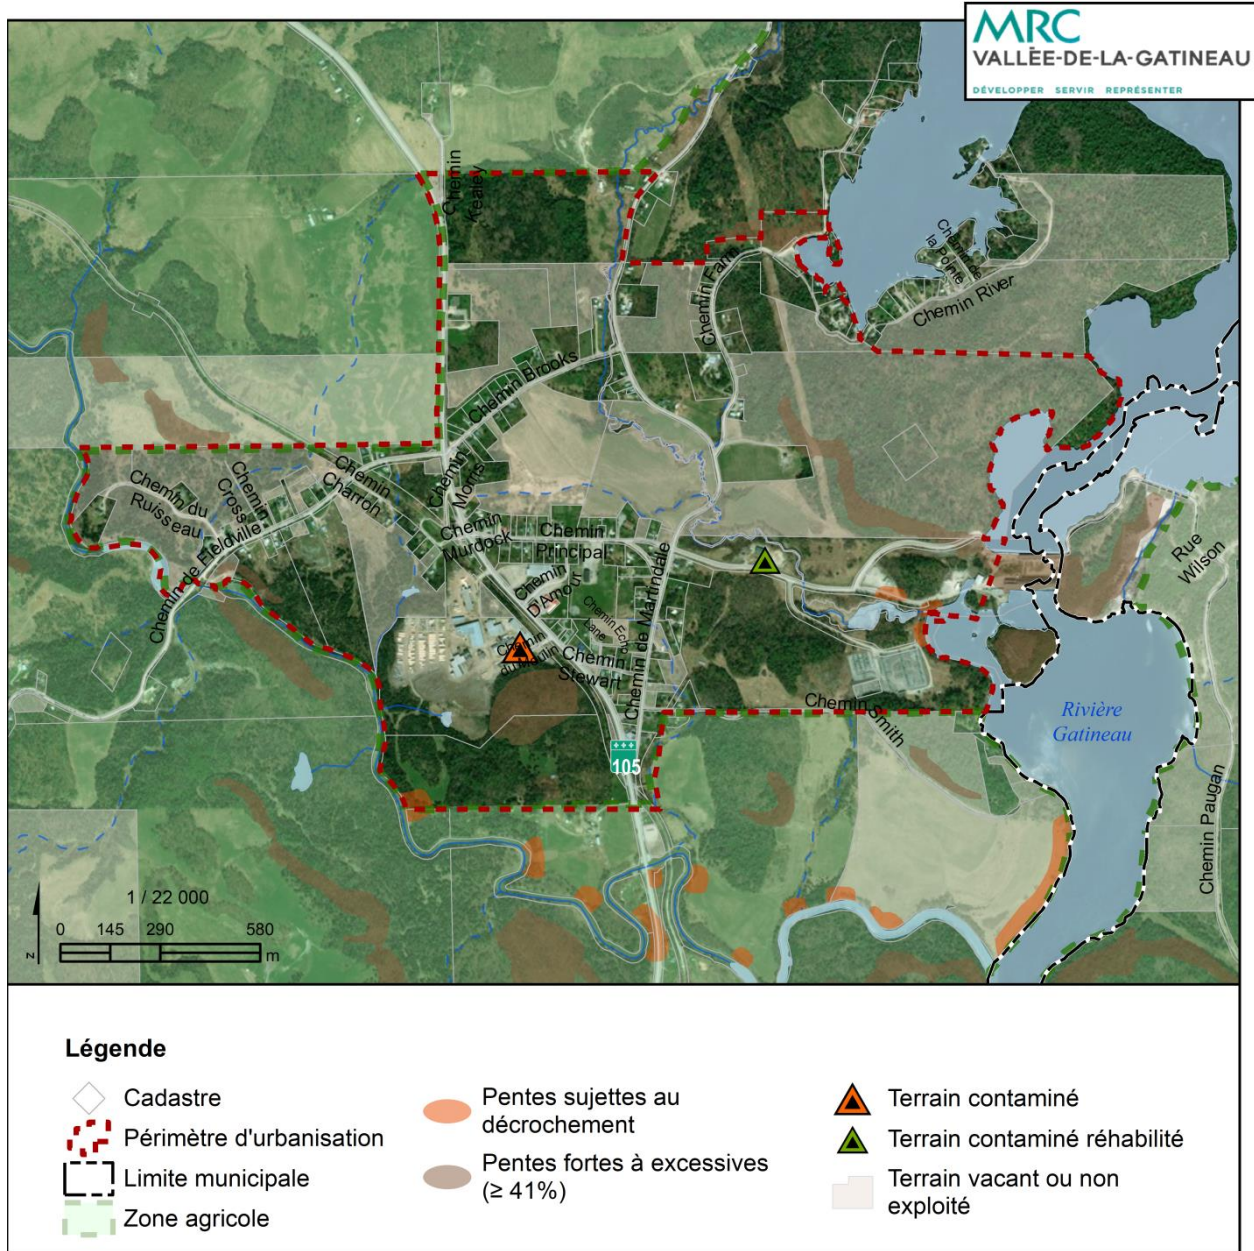 MRC
VALLÉE-DE-LA-GATINEAU
DÉVELOPPER SERVIR REPRÉSENTER
Chemin
Kealey
Chemin Farm
Chemin de
la Pointe
Chemin River
Chemin Brooks
Chemin
Morris
Chemin
Charron
Chemin
Cross
Chemin du
Ruisseau
Chemin de Fieldville
Chemin
Murdock
Chemin
Principal
Chemin
D'Amour
Chemin Echo
Lane
Chemin de Martindale
Chemin
du Moulin
Chemin
Stewart
Chemin Smith
Rue
Wilson
Rivière
Gatineau
Chemin Paugan
105
1 / 22 000
0 145 290 580
m
N
Légende
Cadastre
Périmètre d'urbanisation
Limite municipale
Zone agricole
Pentes sujettes au
décrochement
Pentes fortes à excessives
(≥ 41%)
Terrain contaminé
Terrain contaminé réhabilité
Terrain vacant ou non
exploité